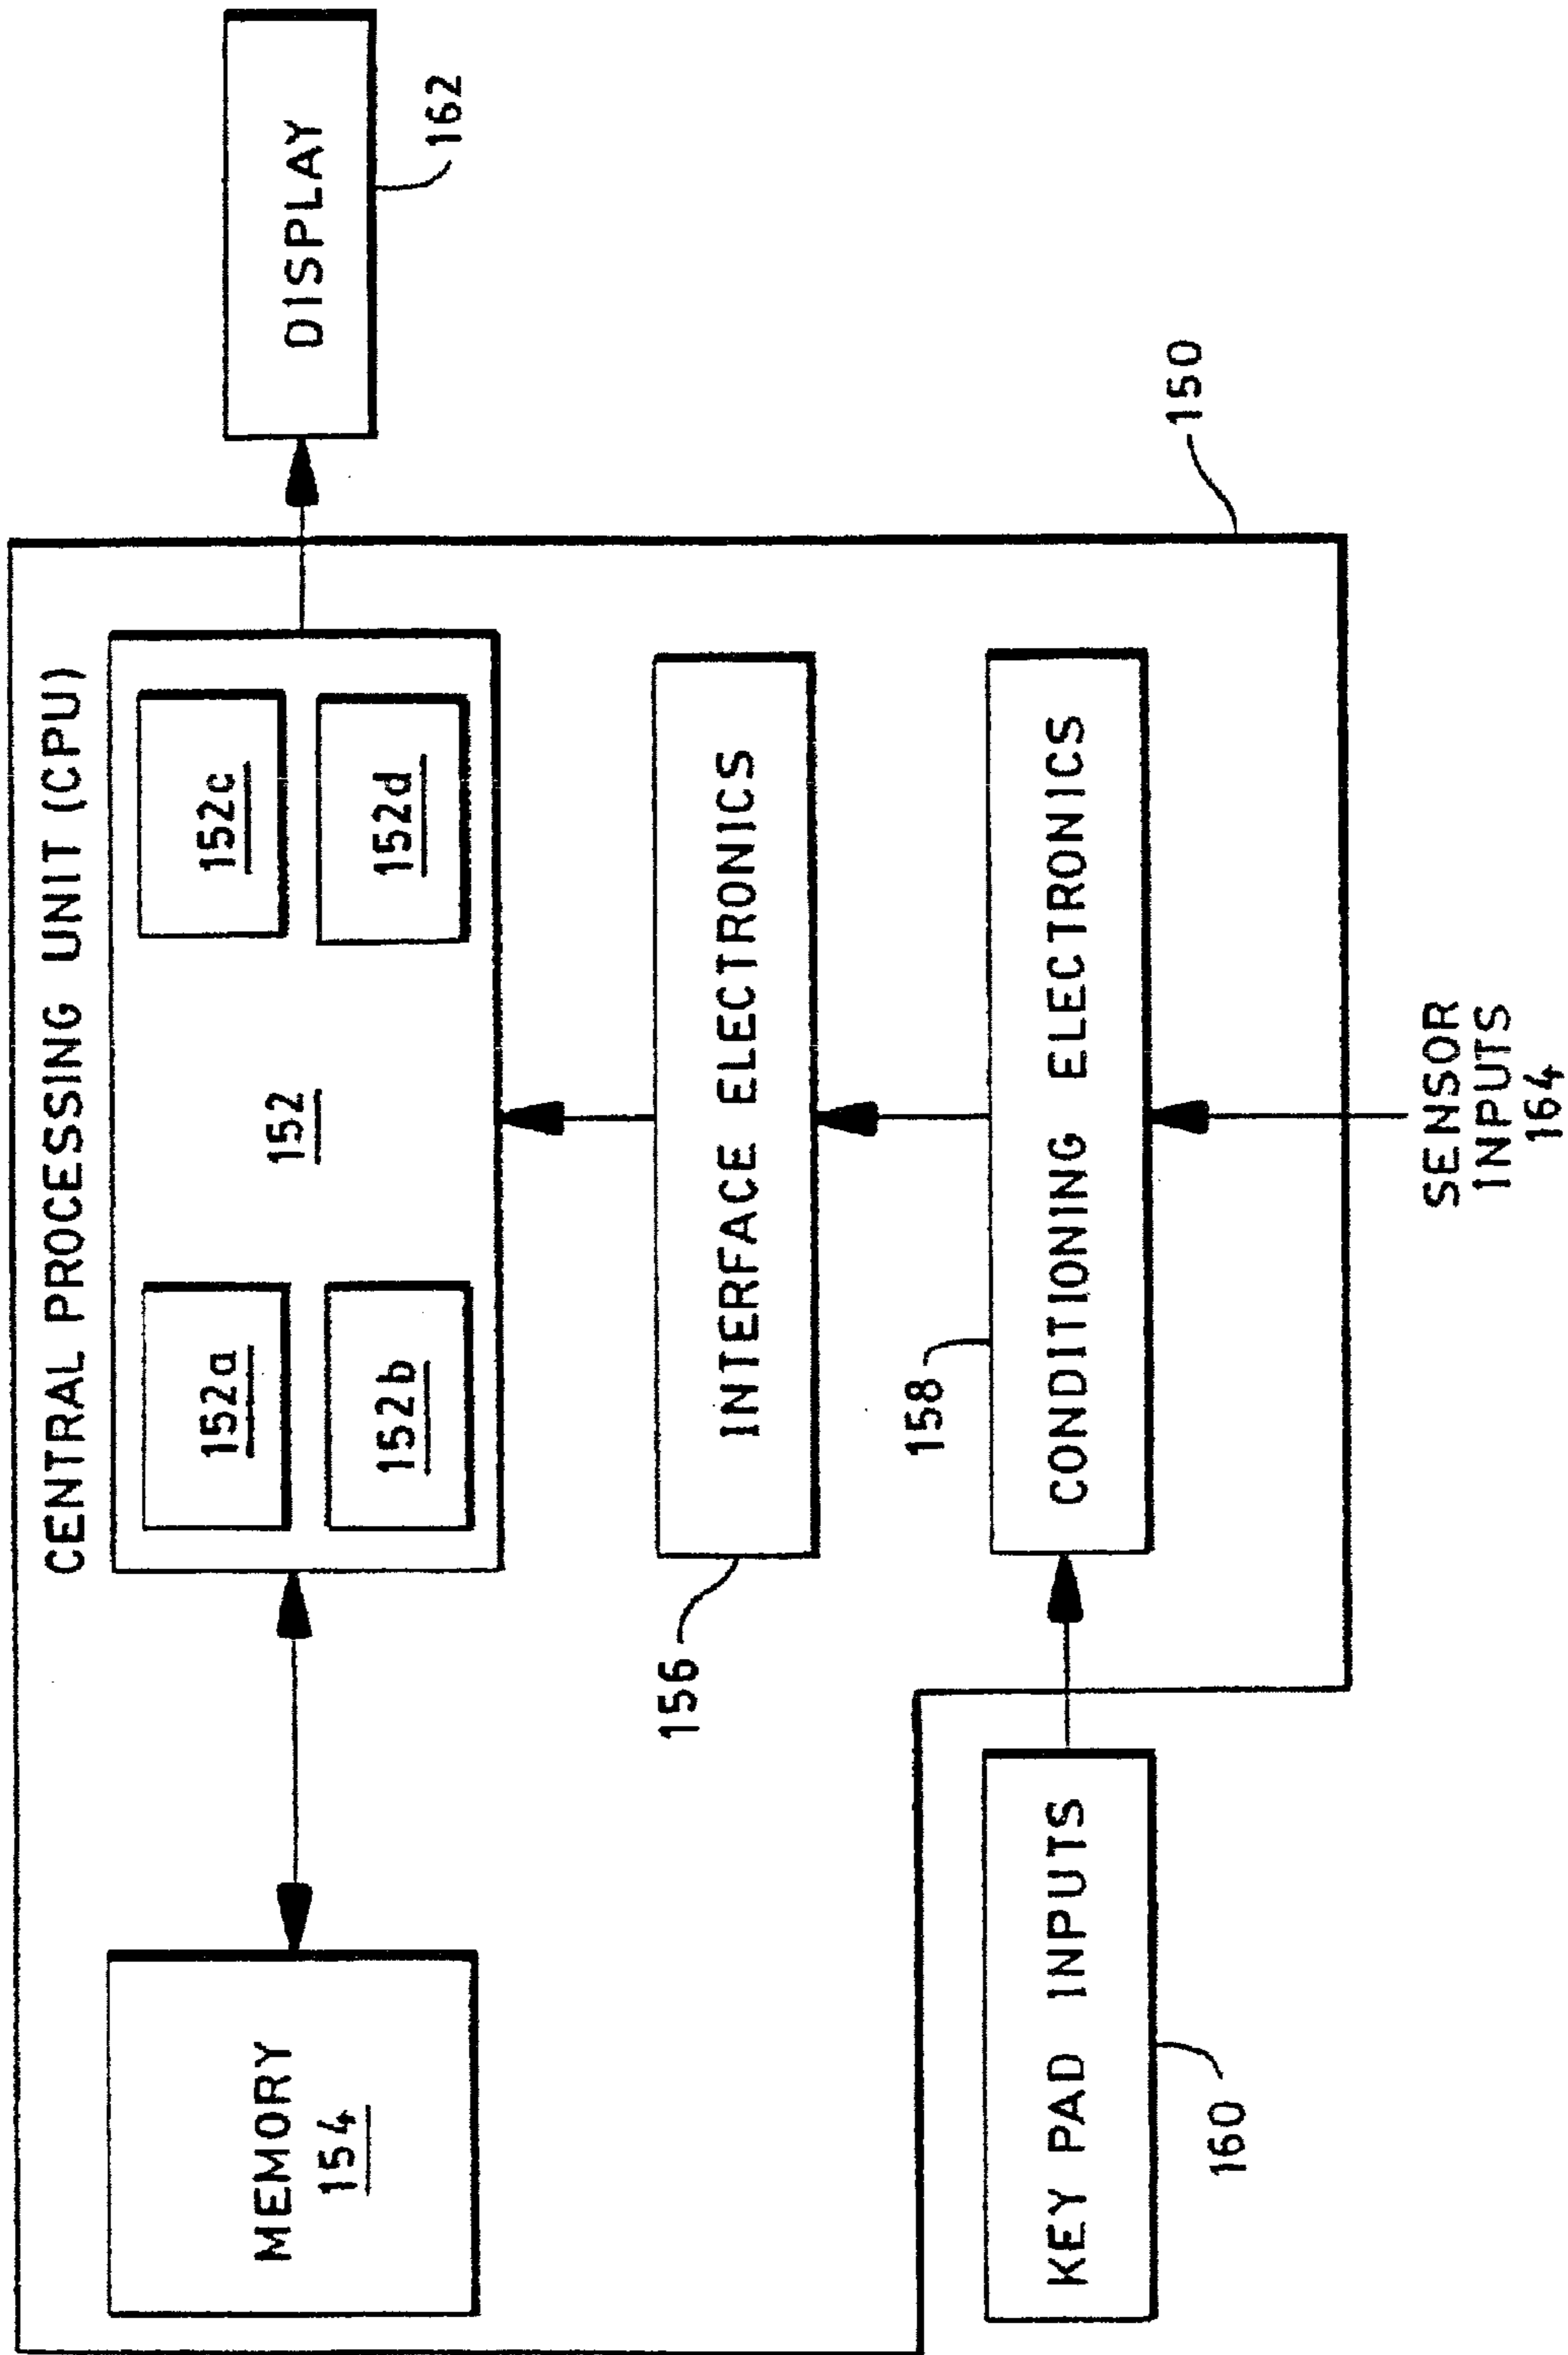 CENTRAL PROCESSING UNIT (CPU)
MEMORY
154
152a
152b
152
152c
152d
DISPLAY
162
156
INTERFACE ELECTRONICS
158
CONDITIONING ELECTRONICS
150
KEY PAD INPUTS
160
SENSOR
INPUTS
164